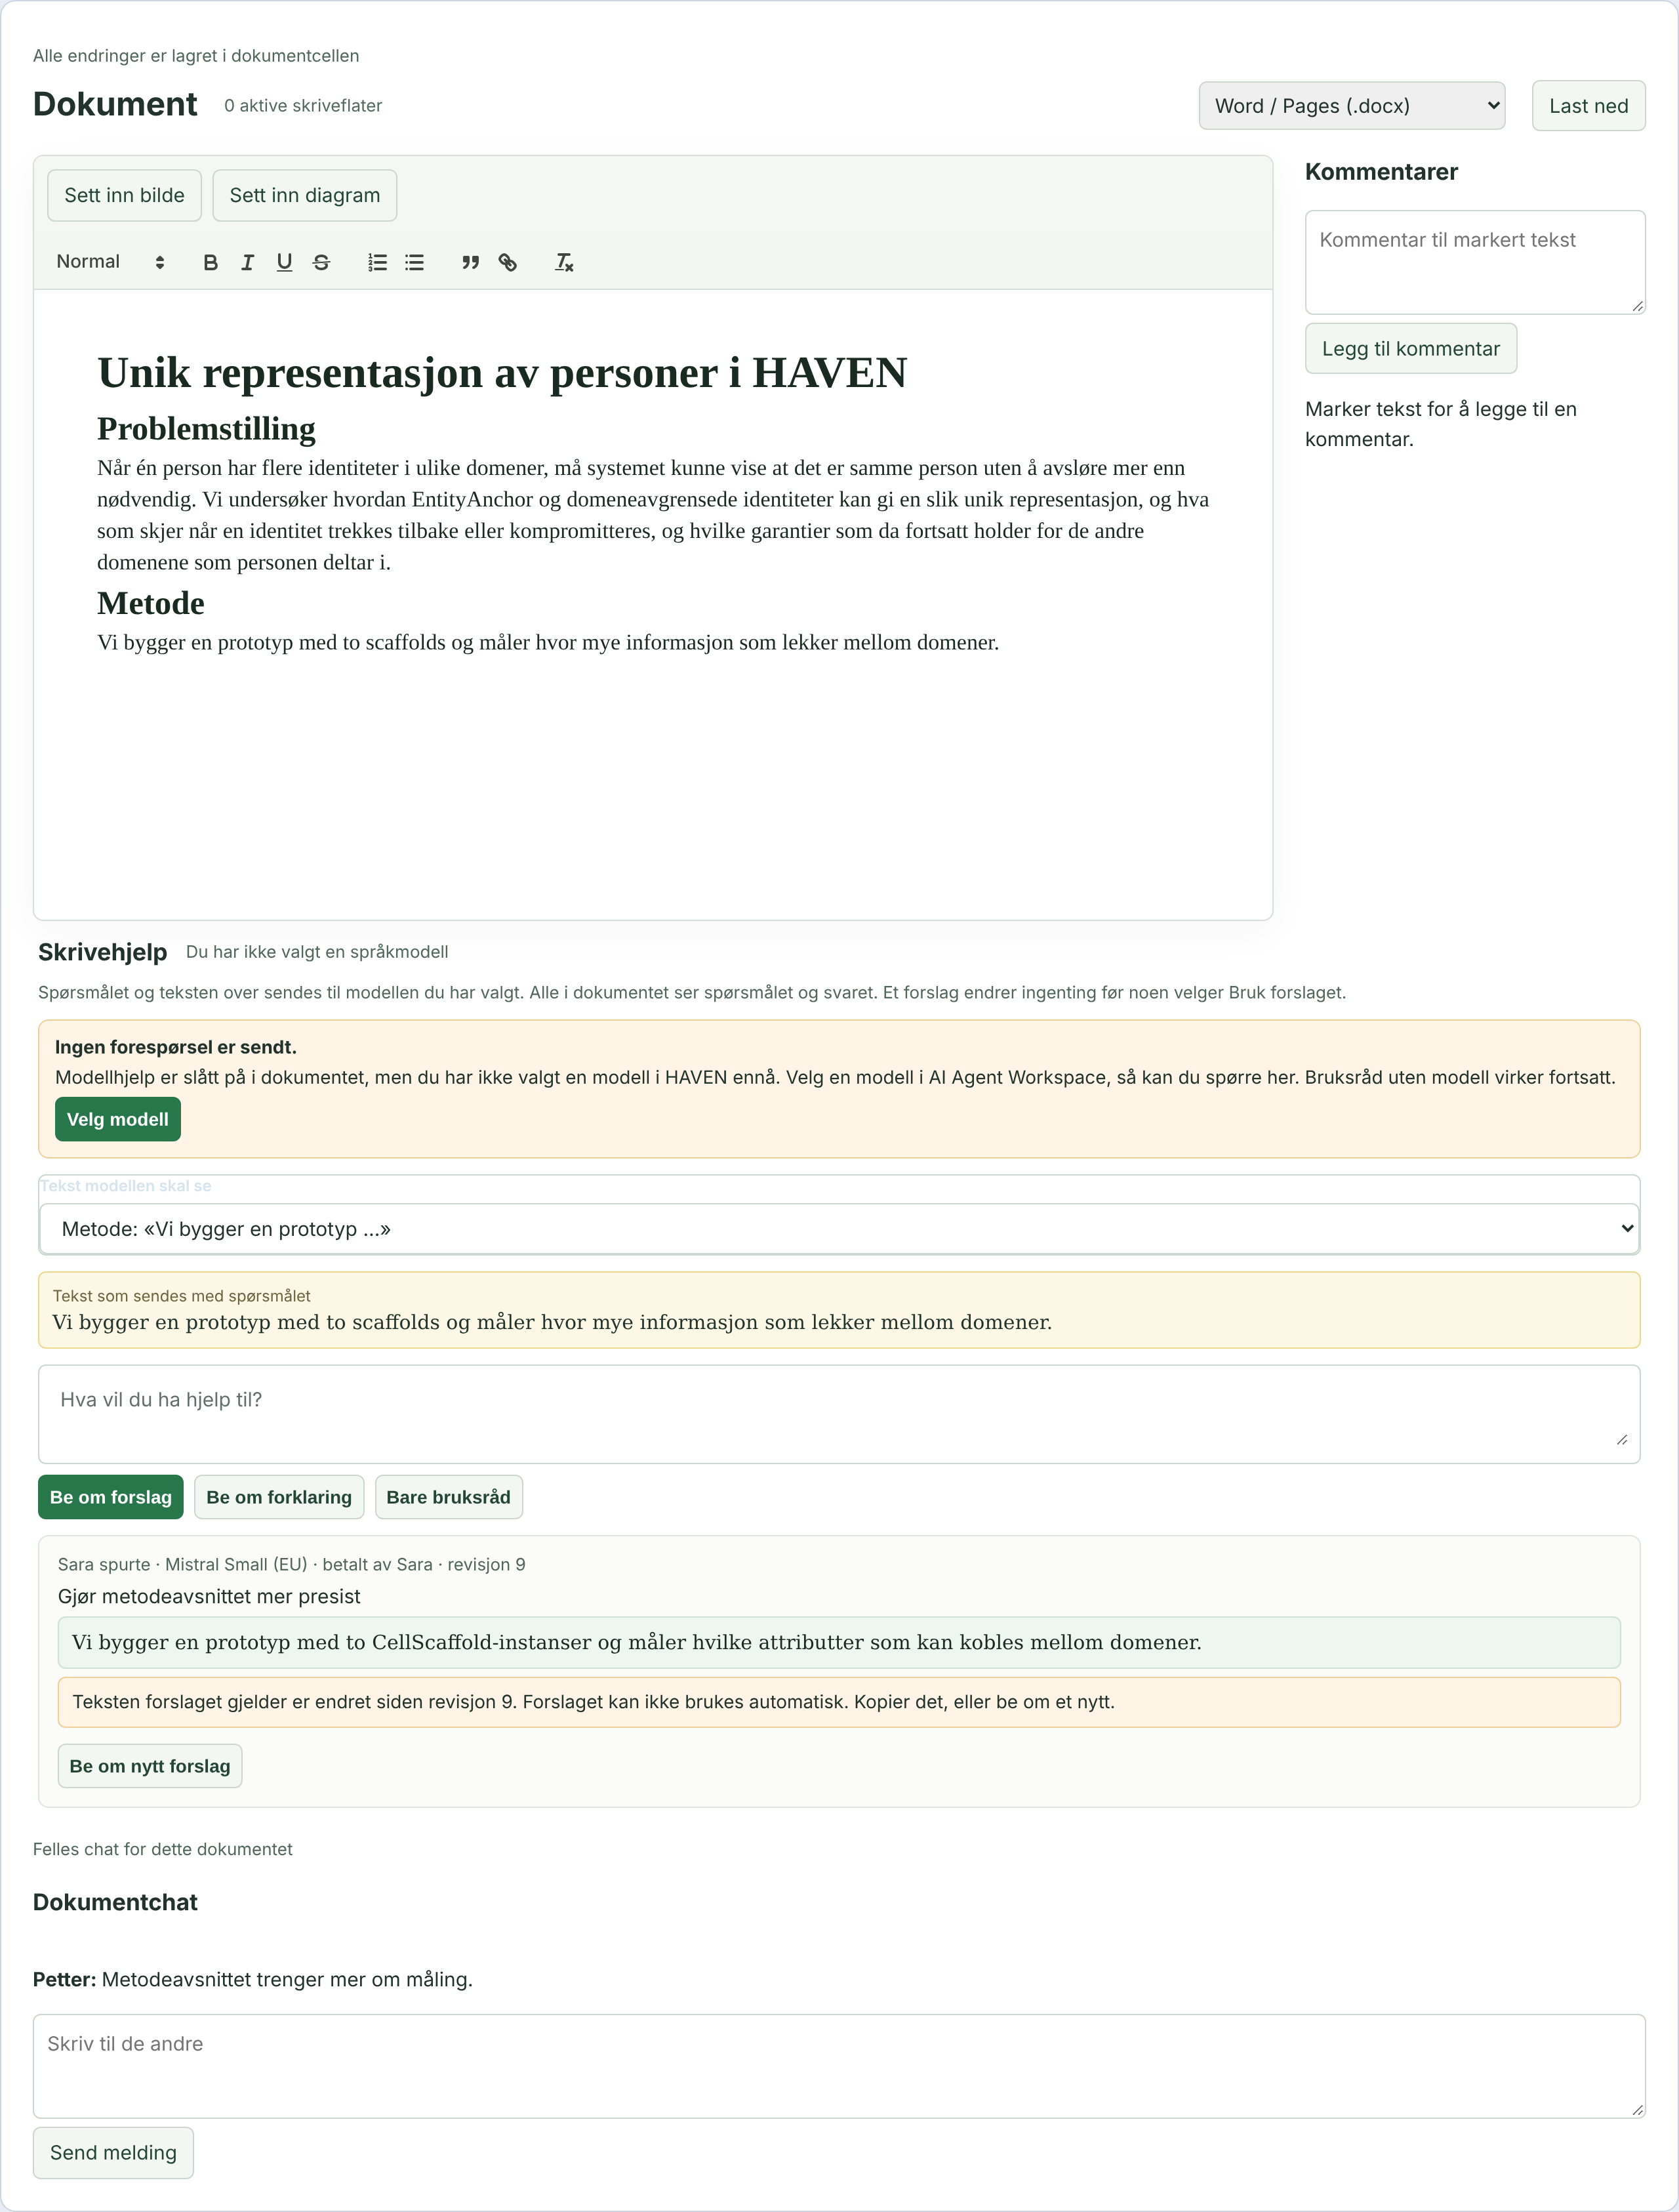 Alle endringer er lagret i dokumentcellen
Dokument
0 aktive skriveflater
Word / Pages (.docx)
Last ned
Sett inn bilde
Sett inn diagram
Normal
Kommentarer
Kommentar til markert tekst
Legg til kommentar
Marker tekst for å legge til en
kommentar.
Unik representasjon av personer i HAVEN
Problemstilling
Når én person har flere identiteter i ulike domener, må systemet kunne vise at det er samme person uten å avsløre mer enn
nødvendig. Vi undersøker hvordan EntityAnchor og domeneavgrensede identiteter kan gi en slik unik representasjon, og hva
som skjer når en identitet trekkes tilbake eller kompromitteres, og hvilke garantier som da fortsatt holder for de andre
domenene som personen deltar i.
Metode
Vi bygger en prototyp med to scaffolds og måler hvor mye informasjon som lekker mellom domener.
Skrivehjelp
Du har ikke valgt en språkmodell
Spørsmålet og teksten over sendes til modellen du har valgt. Alle i dokumentet ser spørsmålet og svaret. Et forslag endrer ingenting før noen velger Bruk forslaget.
Ingen forespørsel er sendt.
Modellhjelp er slått på i dokumentet, men du har ikke valgt en modell i HAVEN ennå. Velg en modell i AI Agent Workspace, så kan du spørre her. Bruksråd uten modell virker fortsatt.
Velg modell
Tekst modellen skal se
Metode: «Vi bygger en prototyp …»
Tekst som sendes med spørsmålet
Vi bygger en prototyp med to scaffolds og måler hvor mye informasjon som lekker mellom domener.
Hva vil du ha hjelp til?
Be om forslag
Be om forklaring
Bare bruksråd
Sara spurte · Mistral Small (EU) · betalt av Sara · revisjon 9
Gjør metodeavsnittet mer presist
Vi bygger en prototyp med to CellScaffold-instanser og måler hvilke attributter som kan kobles mellom domener.
Teksten forslaget gjelder er endret siden revisjon 9. Forslaget kan ikke brukes automatisk. Kopier det, eller be om et nytt.
Be om nytt forslag
Felles chat for dette dokumentet
Dokumentchat
Petter: Metodeavsnittet trenger mer om måling.
Skriv til de andre
Send melding